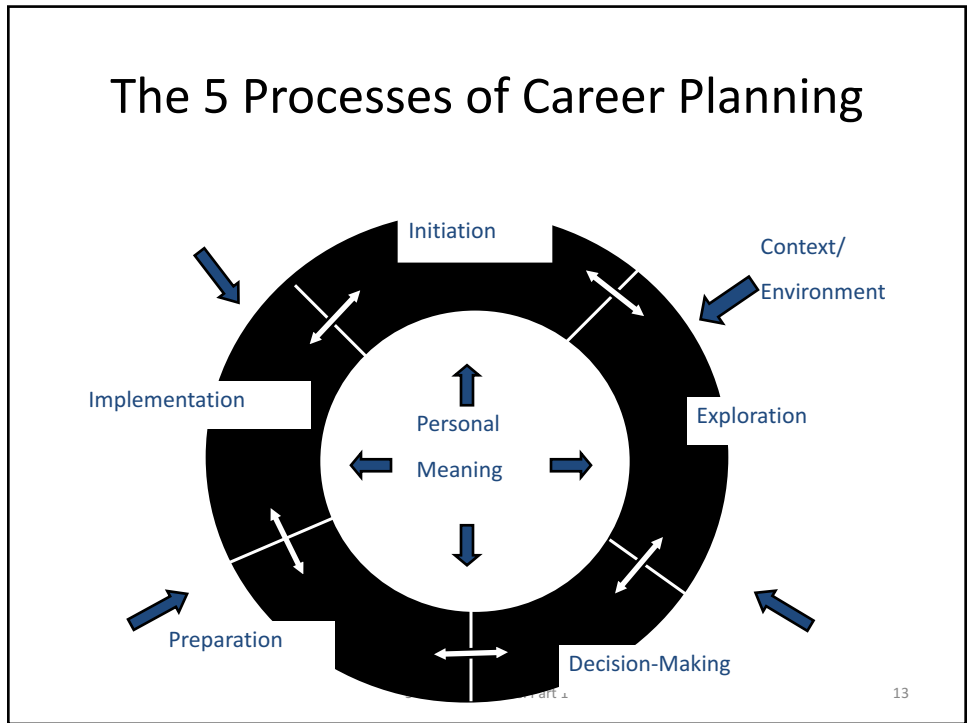 The 5 Processes of Career Planning
Initiation
Context/
Environment
Implementation
Exploration
Personal
Meaning
Preparation
Decision-Making
13